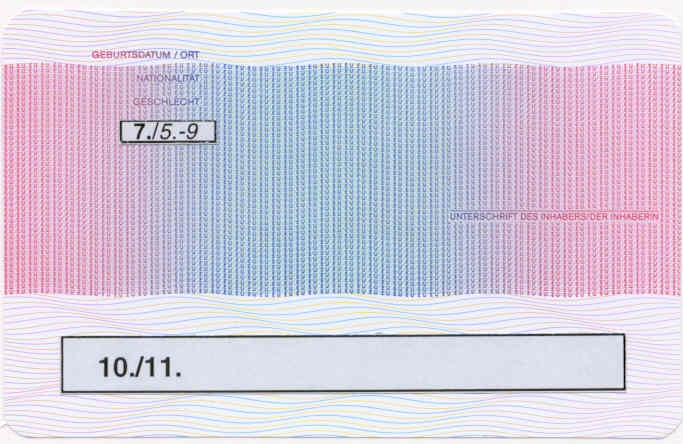 GEBURTSDATUM / ORT
NATIONALITÄT
GESCHLECHT
7./5.-9
UNTERSCHRIFT DES INHABERS/DER INHABERIN
10./11.